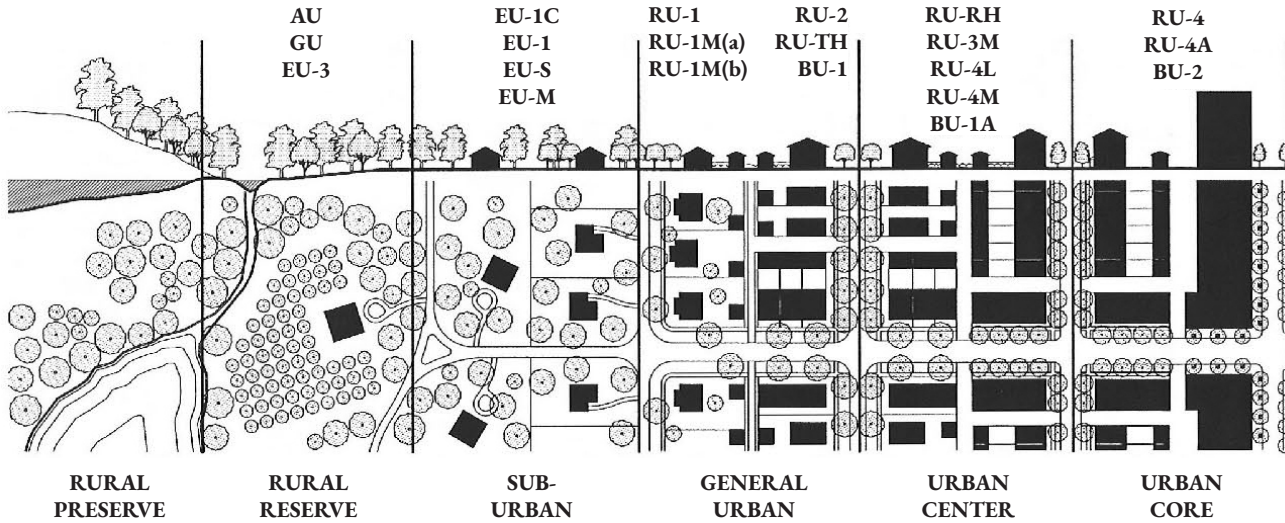 AU
GU
EU-3
EU-1C
EU-1
EU-S
EU-M
RU-1
RU-1M(a)
RU-1M(b)
RU-2
RU-TH
BU-1
RU-RH
RU-3M
RU-4L
RU-4M
BU-1A
RU-4
RU-4A
BU-2
RURAL
PRESERVE
RURAL
RESERVE
SUB-
URBAN
GENERAL
URBAN
URBAN
CENTER
URBAN
CORE